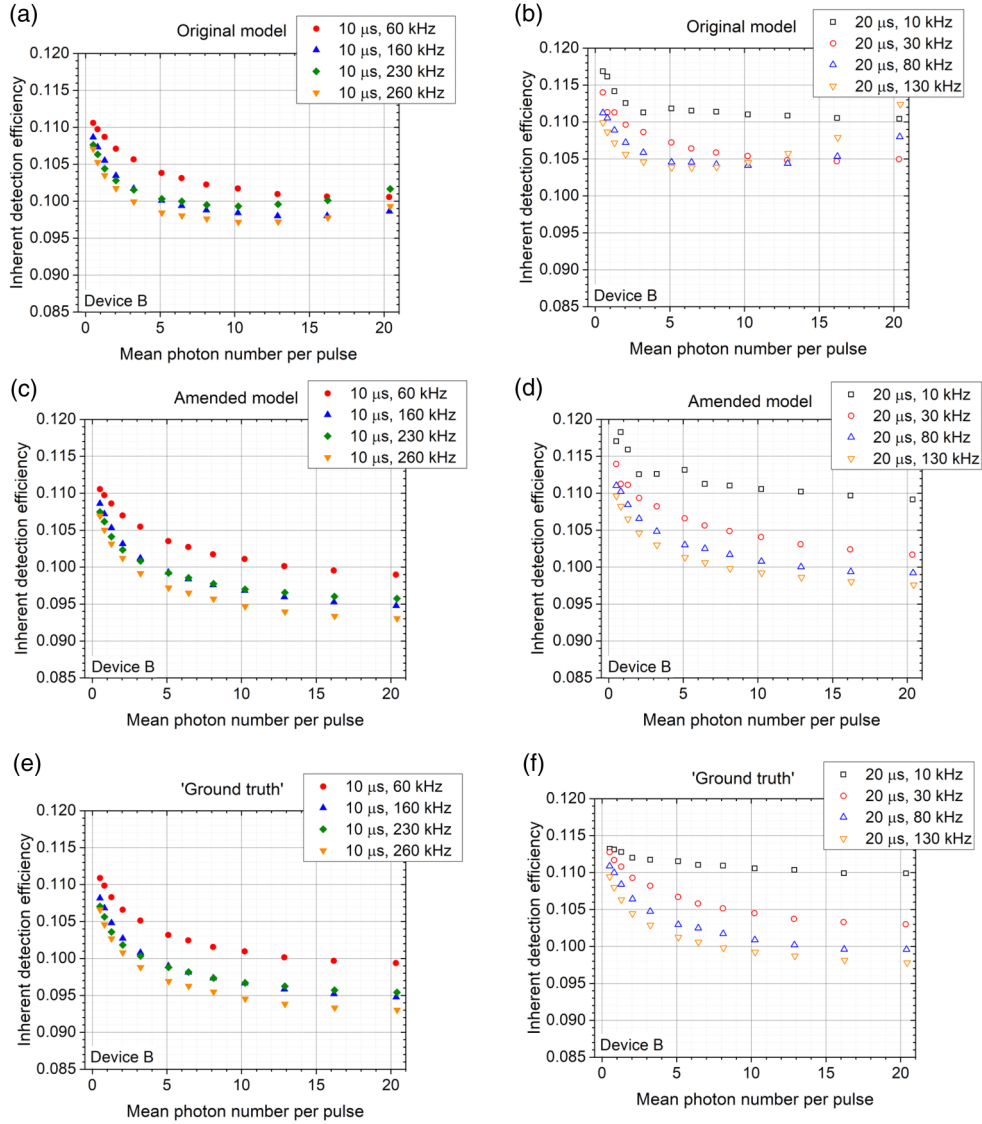 (a)
Original model
10 μs, 60 kHz
10 μs, 160 kHz
10 μs, 230 kHz
10 μs, 260 kHz
Inherent detection efficiency
0.120
0.115
0.110
0.105
0.100
0.095
0.090
0.085
Device B
0 5 10 15 20
Mean photon number per pulse
(b)
Original model
20 μs, 10 kHz
20 μs, 30 kHz
20 μs, 80 kHz
20 μs, 130 kHz
Inherent detection efficiency
0.120
0.115
0.110
0.105
0.100
0.095
0.090
0.085
Device B
0 5 10 15 20
Mean photon number per pulse
(c)
Amended model
10 μs, 60 kHz
10 μs, 160 kHz
10 μs, 230 kHz
10 μs, 260 kHz
Inherent detection efficiency
0.120
0.115
0.110
0.105
0.100
0.095
0.090
0.085
Device B
0 5 10 15 20
Mean photon number per pulse
(d)
Amended model
20 μs, 10 kHz
20 μs, 30 kHz
20 μs, 80 kHz
20 μs, 130 kHz
Inherent detection efficiency
0.120
0.115
0.110
0.105
0.100
0.095
0.090
0.085
Device B
0 5 10 15 20
Mean photon number per pulse
(e)
'Ground truth'
10 μs, 60 kHz
10 μs, 160 kHz
10 μs, 230 kHz
10 μs, 260 kHz
Inherent detection efficiency
0.120
0.115
0.110
0.105
0.100
0.095
0.090
0.085
Device B
0 5 10 15 20
Mean photon number per pulse
(f)
'Ground truth'
20 μs, 10 kHz
20 μs, 30 kHz
20 μs, 80 kHz
20 μs, 130 kHz
Inherent detection efficiency
0.120
0.115
0.110
0.105
0.100
0.095
0.090
0.085
Device B
0 5 10 15 20
Mean photon number per pulse